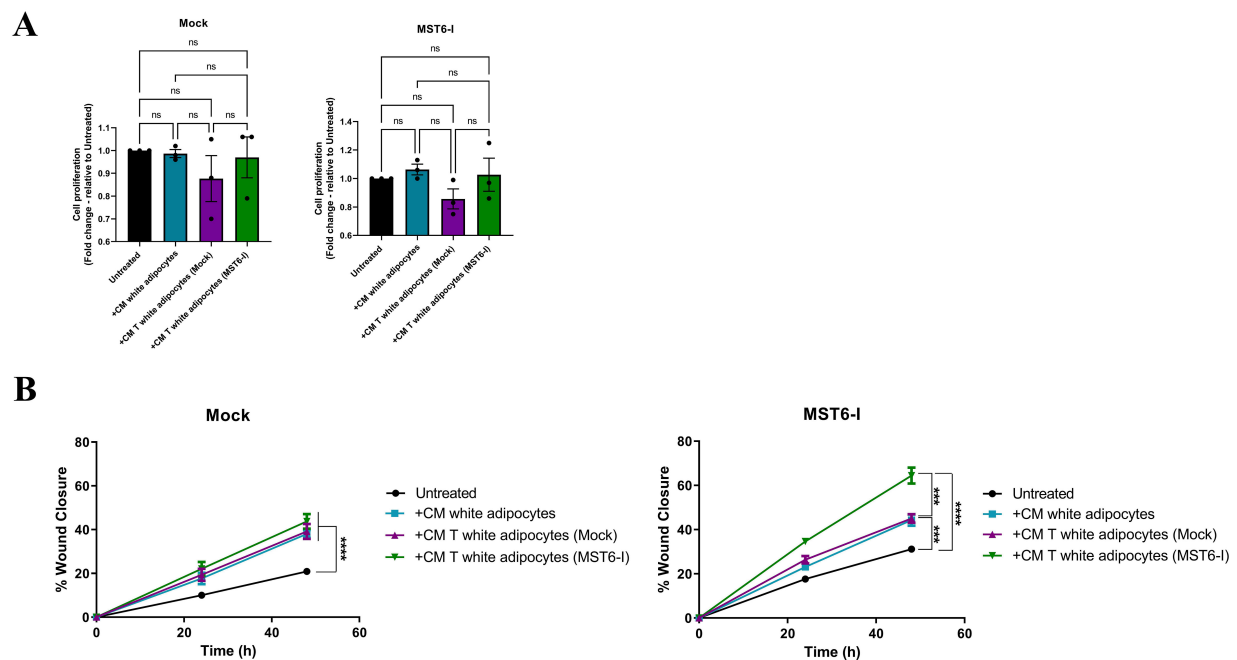 A
Mock
ns
ns
ns
ns
ns
ns
Cell proliferation
(Fold change - relative to Untreated)
1.1
1.0
0.9
0.8
0.7
0.6
Untreated
+CM white adipocytes
+CM T white adipocytes (Mock)
+CM T white adipocytes (MST6-I)
MST6-I
ns
ns
ns
ns
ns
ns
Cell proliferation
(Fold change - relative to Untreated)
1.4
1.2
1.0
0.8
0.6
Untreated
+CM white adipocytes
+CM T white adipocytes (Mock)
+CM T white adipocytes (MST6-I)
B
Mock
% Wound Closure
80
60
40
20
0
0
20
40
60
Time (h)
****
Untreated
+CM white adipocytes
+CM T white adipocytes (Mock)
+CM T white adipocytes (MST6-I)
MST6-I
% Wound Closure
80
60
40
20
0
0
20
40
60
Time (h)
***
***
****
Untreated
+CM white adipocytes
+CM T white adipocytes (Mock)
+CM T white adipocytes (MST6-I)